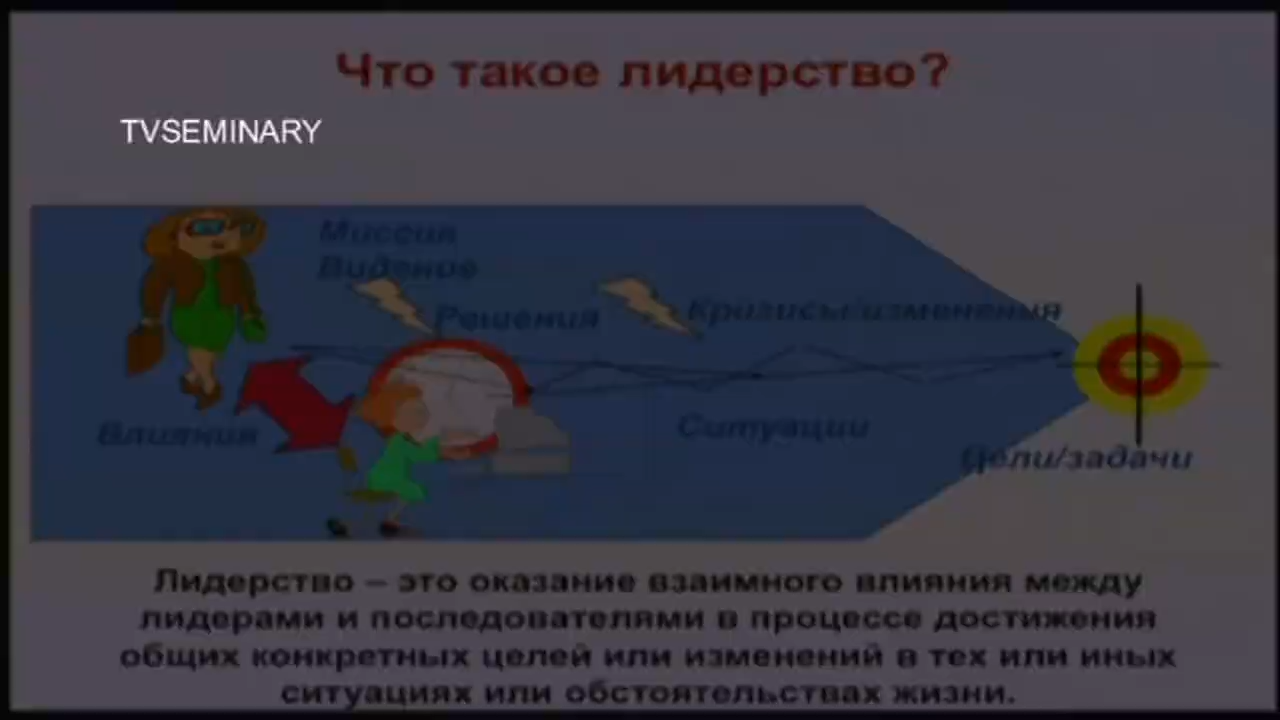 Что такое лидерство?
TVSEMINARY
Миссия
Видение
Решения
Кризисы/изменения
Влияния
Ситуации
Цели/задачи
Лидерство – это оказание взаимного влияния между
лидерами и последователями в процессе достижения
общих конкретных целей или изменений в тех или иных
ситуациях или обстоятельствах жизни.